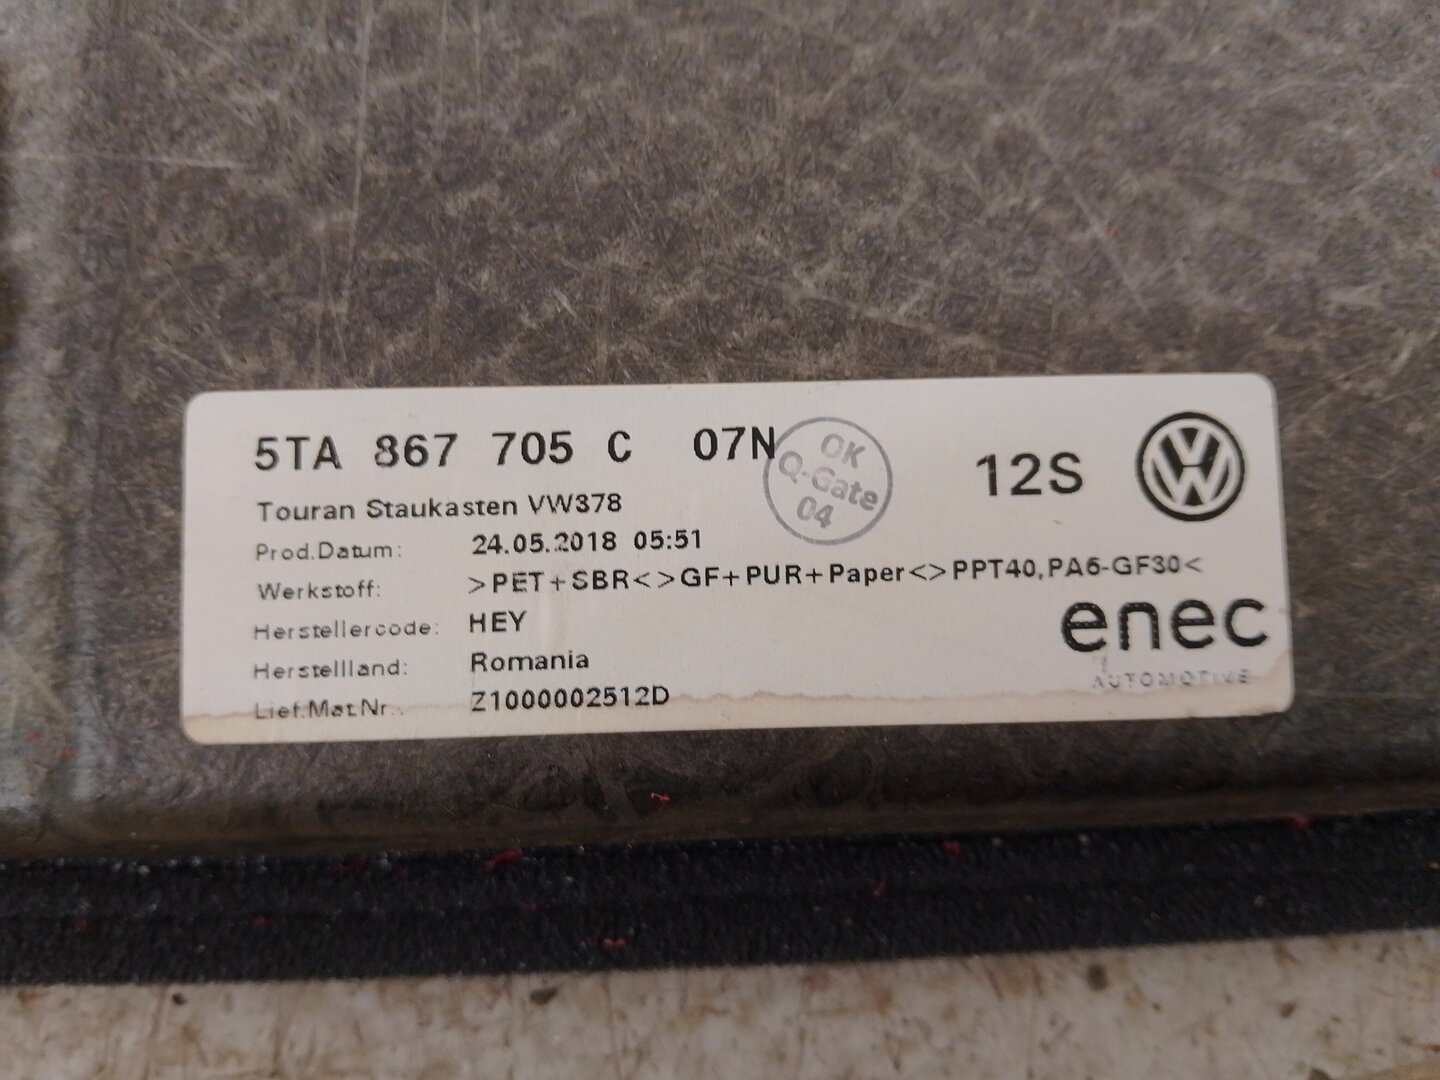 5TA 867 705 C 07N
OK
Q-Gate
04
12S
Touran Staukasten VW378
Prod.Datum: 24.05.2018 05:51
Werkstoff: >PET+SBR<>GF+PUR+Paper<>PPT40,PA6-GF30<
Herstellercode: HEY
Herstellland: Romania
Lief.Mat.Nr.: Z1000002512D
enec
AUTOMOTIVE